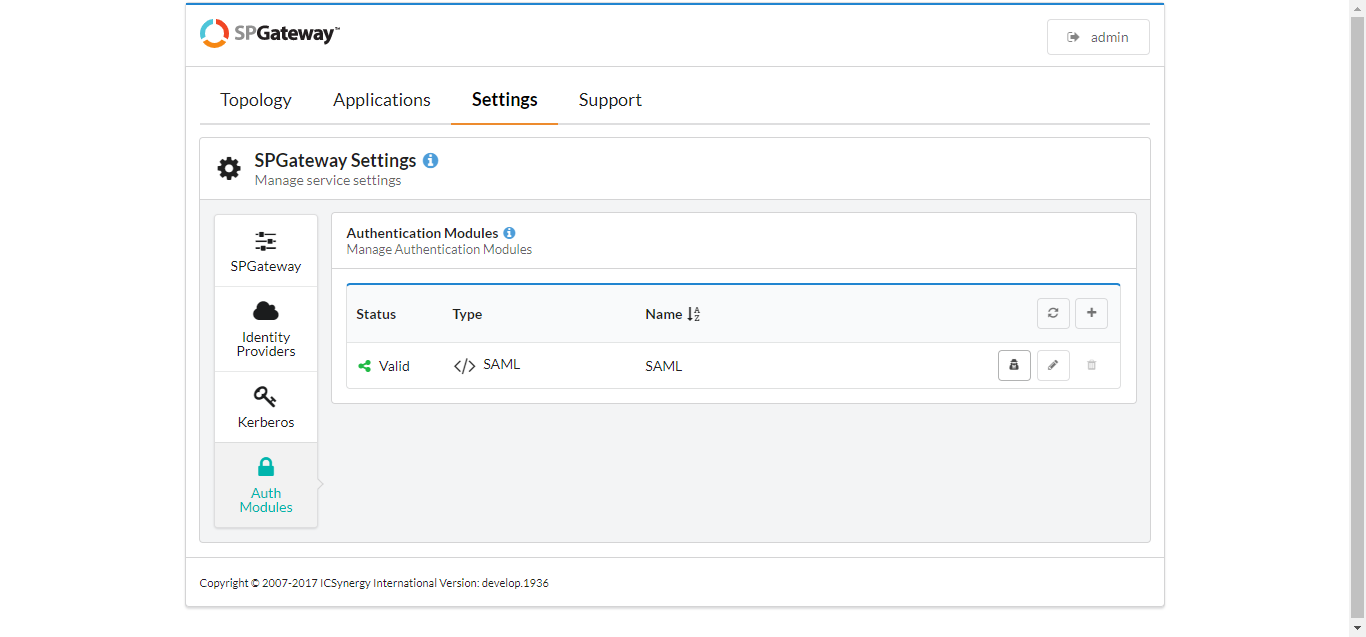 SPGateway™
admin
Topology Applications Settings Support
SPGateway Settings
Manage service settings
SPGateway
Identity
Providers
Kerberos
Auth
Modules
Authentication Modules
Manage Authentication Modules
Status Type Name
Valid SAML SAML
Copyright © 2007-2017 ICSynergy International Version: develop.1936